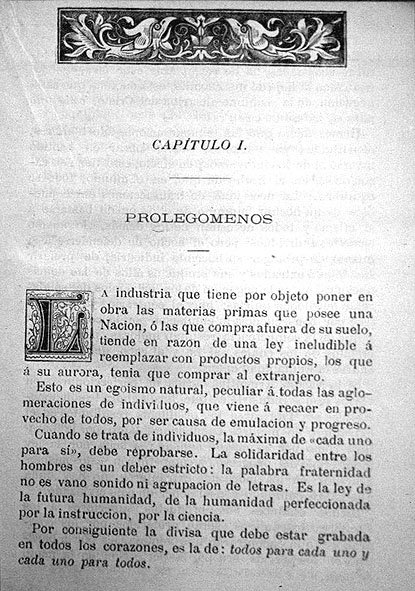 CAPÍTULO I.
PROLEGOMENOS
LA industria que tiene por objeto poner en
obra las materias primas que posee una
Nacion, ó las que compra afuera de su suelo,
tiende en razon de una ley ineludible á
reemplazar con productos propios, los que
á su aurora, tenia que comprar al extranjero.
Esto es un egoismo natural, peculiar á todas las aglo-
meraciones de individuos, que viene á recaer en pro-
vecho de todos, por ser causa de emulacion y progreso.
Cuando se trata de individuos, la máxima de «cada uno
para sí», debe reprobarse. La solidaridad entre los
hombres es un deber estricto: la palabra fraternidad
no es vano sonido ni agrupacion de letras. Es la ley de
la futura humanidad, de la humanidad perfeccionada
por la instruccion, por la ciencia.
Por consiguiente la divisa que debe estar grabada
en todos los corazones, es la de: todos para cada uno y
cada uno para todos.